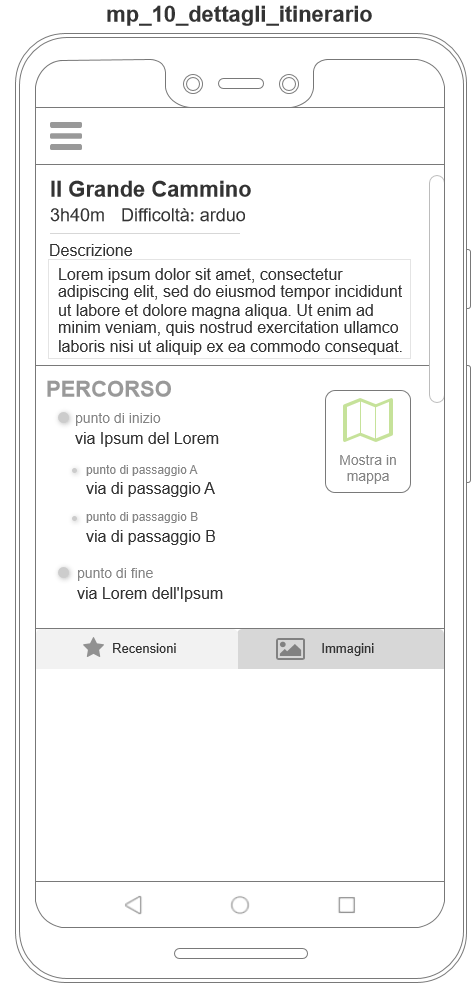 mp_10_dettagli_itinerario
Il Grande Cammino
3h40m Difficoltà: arduo
Descrizione
Lorem ipsum dolor sit amet, consectetur
adipiscing elit, sed do eiusmod tempor incididunt
ut labore et dolore magna aliqua. Ut enim ad
minim veniam, quis nostrud exercitation ullamco
laboris nisi ut aliquip ex ea commodo consequat.
PERCORSO
punto di inizio
via Ipsum del Lorem
punto di passaggio A
via di passaggio A
punto di passaggio B
via di passaggio B
punto di fine
via Lorem dell'Ipsum
Mostra in
mappa
Recensioni
Immagini